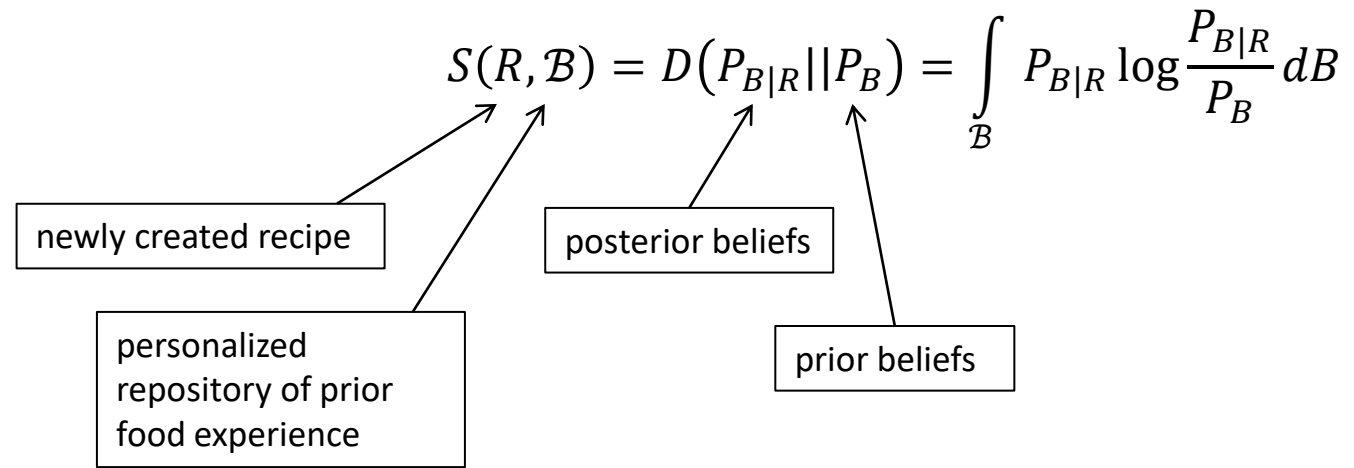 S(R, ℬ) = D(P_{B|R}||P_B) = ∫_ℬ P_{B|R} log \frac{P_{B|R}}{P_B} dB
newly created recipe
posterior beliefs
personalized
repository of prior
food experience
prior beliefs